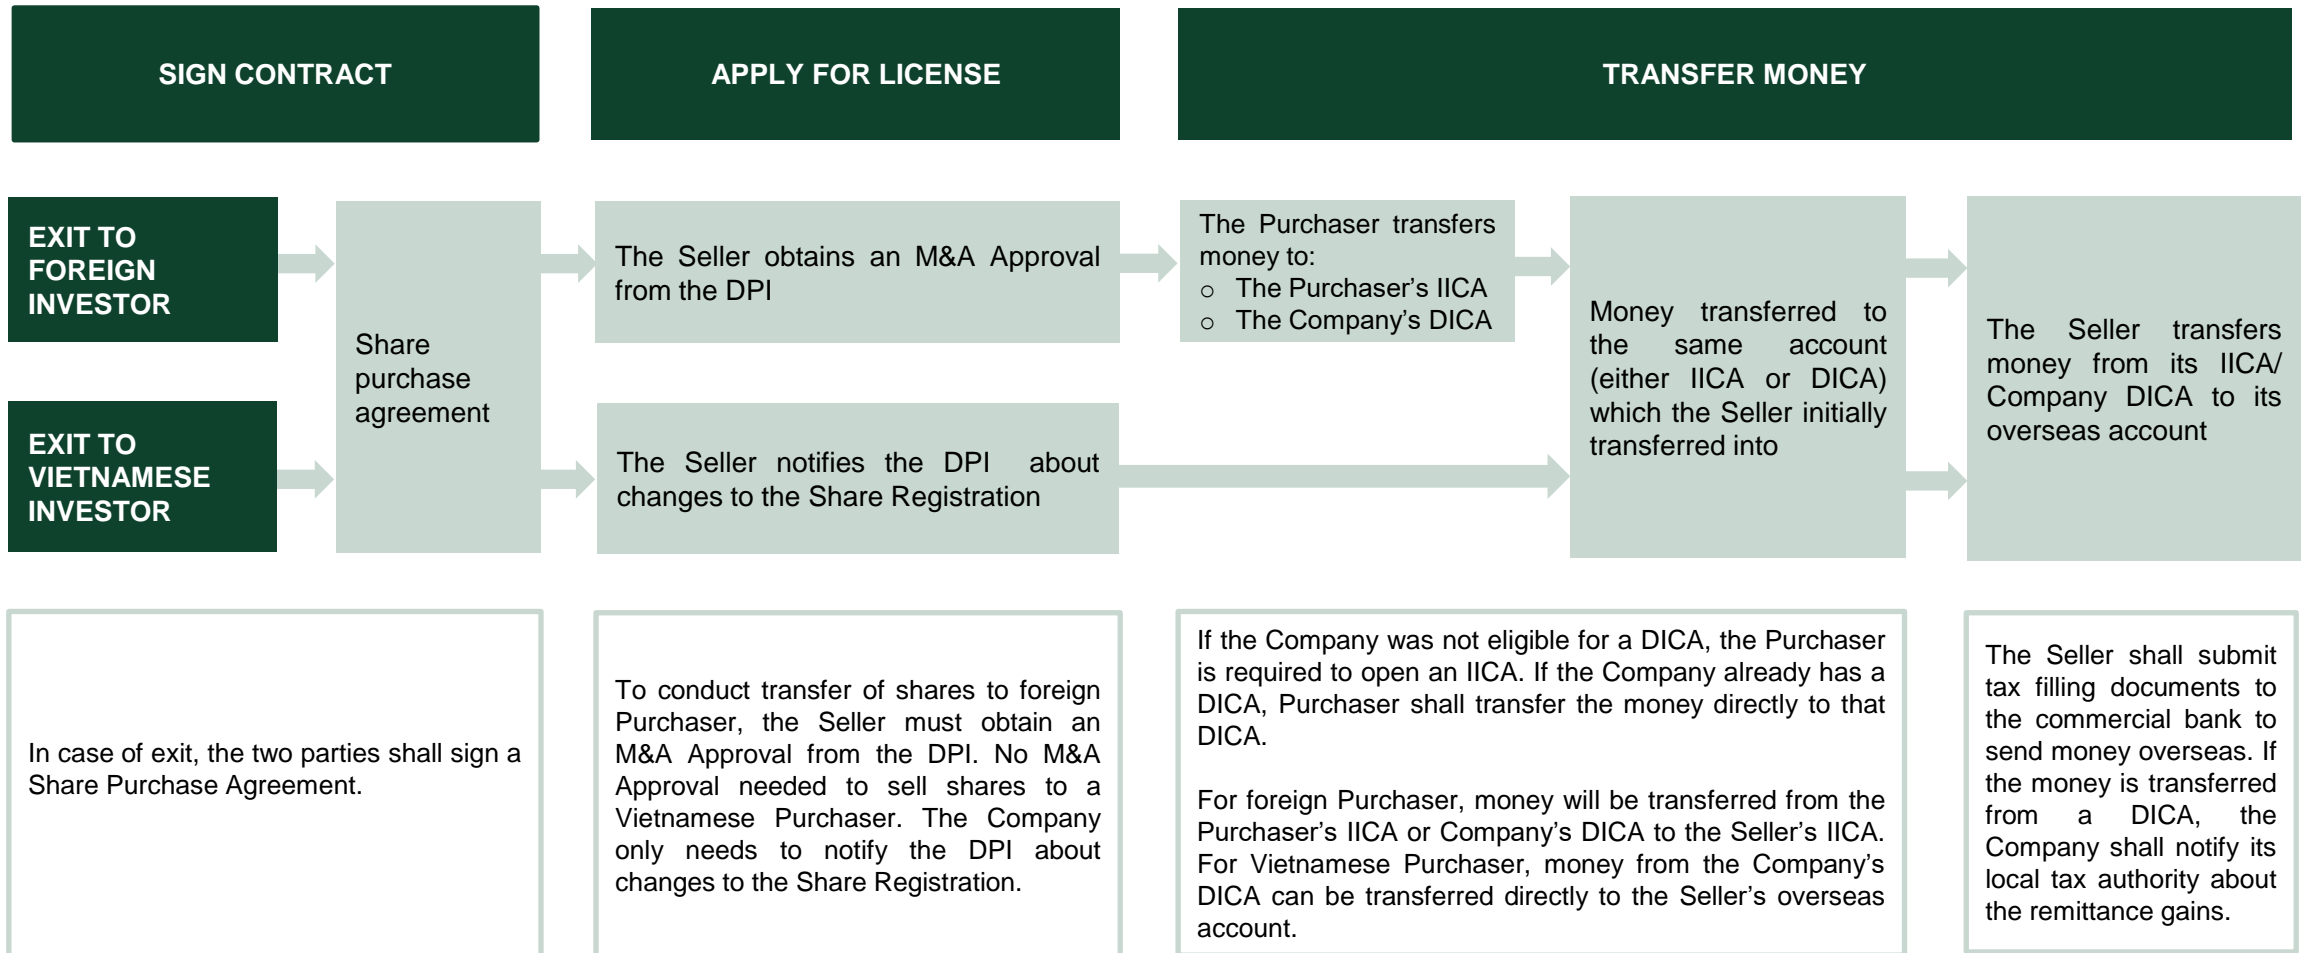 SIGN CONTRACT
APPLY FOR LICENSE
TRANSFER MONEY
EXIT TO
FOREIGN
INVESTOR
EXIT TO
VIETNAMESE
INVESTOR
Share
purchase
agreement
The Seller obtains an M&A Approval
from the DPI
The Seller notifies the DPI about
changes to the Share Registration
The Purchaser transfers
money to:
o The Purchaser’s IICA
o The Company’s DICA
Money transferred to
the same account
(either IICA or DICA)
which the Seller initially
transferred into
The Seller transfers
money from its IICA/
Company DICA to its
overseas account
In case of exit, the two parties shall sign a
Share Purchase Agreement.
To conduct transfer of shares to foreign
Purchaser, the Seller must obtain an
M&A Approval from the DPI. No M&A
Approval needed to sell shares to a
Vietnamese Purchaser. The Company
only needs to notify the DPI about
changes to the Share Registration.
If the Company was not eligible for a DICA, the Purchaser
is required to open an IICA. If the Company already has a
DICA, Purchaser shall transfer the money directly to that
DICA.
For foreign Purchaser, money will be transferred from the
Purchaser’s IICA or Company’s DICA to the Seller’s IICA.
For Vietnamese Purchaser, money from the Company’s
DICA can be transferred directly to the Seller’s overseas
account.
The Seller shall submit
tax filling documents to
the commercial bank to
send money overseas. If
the money is transferred
from a DICA, the
Company shall notify its
local tax authority about
the remittance gains.